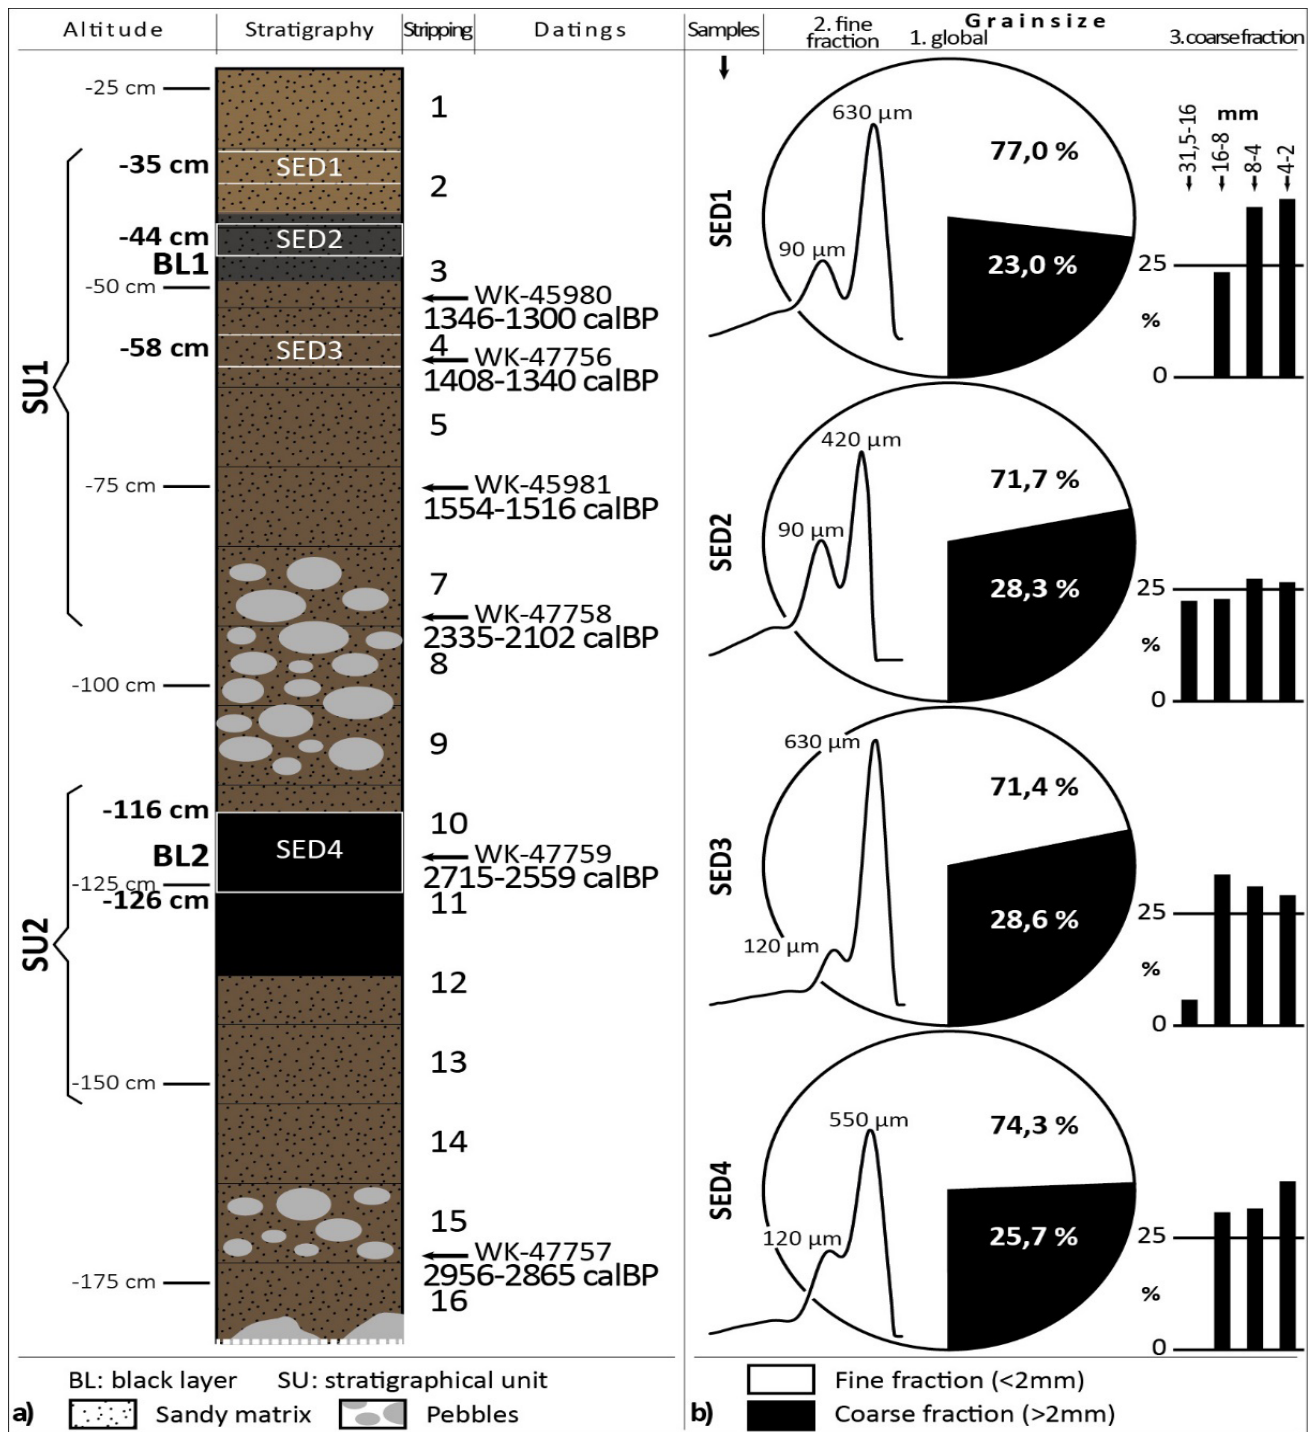 Altitude Stratigraphy Stripping Datings
-25 cm
-35 cm
-44 cm
BL1
-50 cm
-58 cm
-75 cm
-100 cm
-116 cm
BL2
-125 cm
-126 cm
-150 cm
-175 cm
SU1
SU2
SED1
SED2
SED3
SED4
1
2
3
WK-45980
1346-1300 calBP
4
WK-47756
1408-1340 calBP
5
WK-45981
1554-1516 calBP
7
WK-47758
2335-2102 calBP
8
9
10
WK-47759
2715-2559 calBP
11
12
13
14
15
WK-47757
2956-2865 calBP
16
BL: black layer SU: stratigraphical unit
a) Sandy matrix Pebbles
Samples
Grainsize
2. fine fraction
1. global
3. coarse fraction
SED1
90 µm
630 µm
77,0 %
23,0 %
mm
31,5-16
16-8
8-4
4-2
25
%
0
SED2
90 µm
420 µm
71,7 %
28,3 %
25
%
0
SED3
120 µm
630 µm
71,4 %
28,6 %
25
%
0
SED4
120 µm
550 µm
74,3 %
25,7 %
25
%
0
b) Fine fraction (<2mm)
Coarse fraction (>2mm)